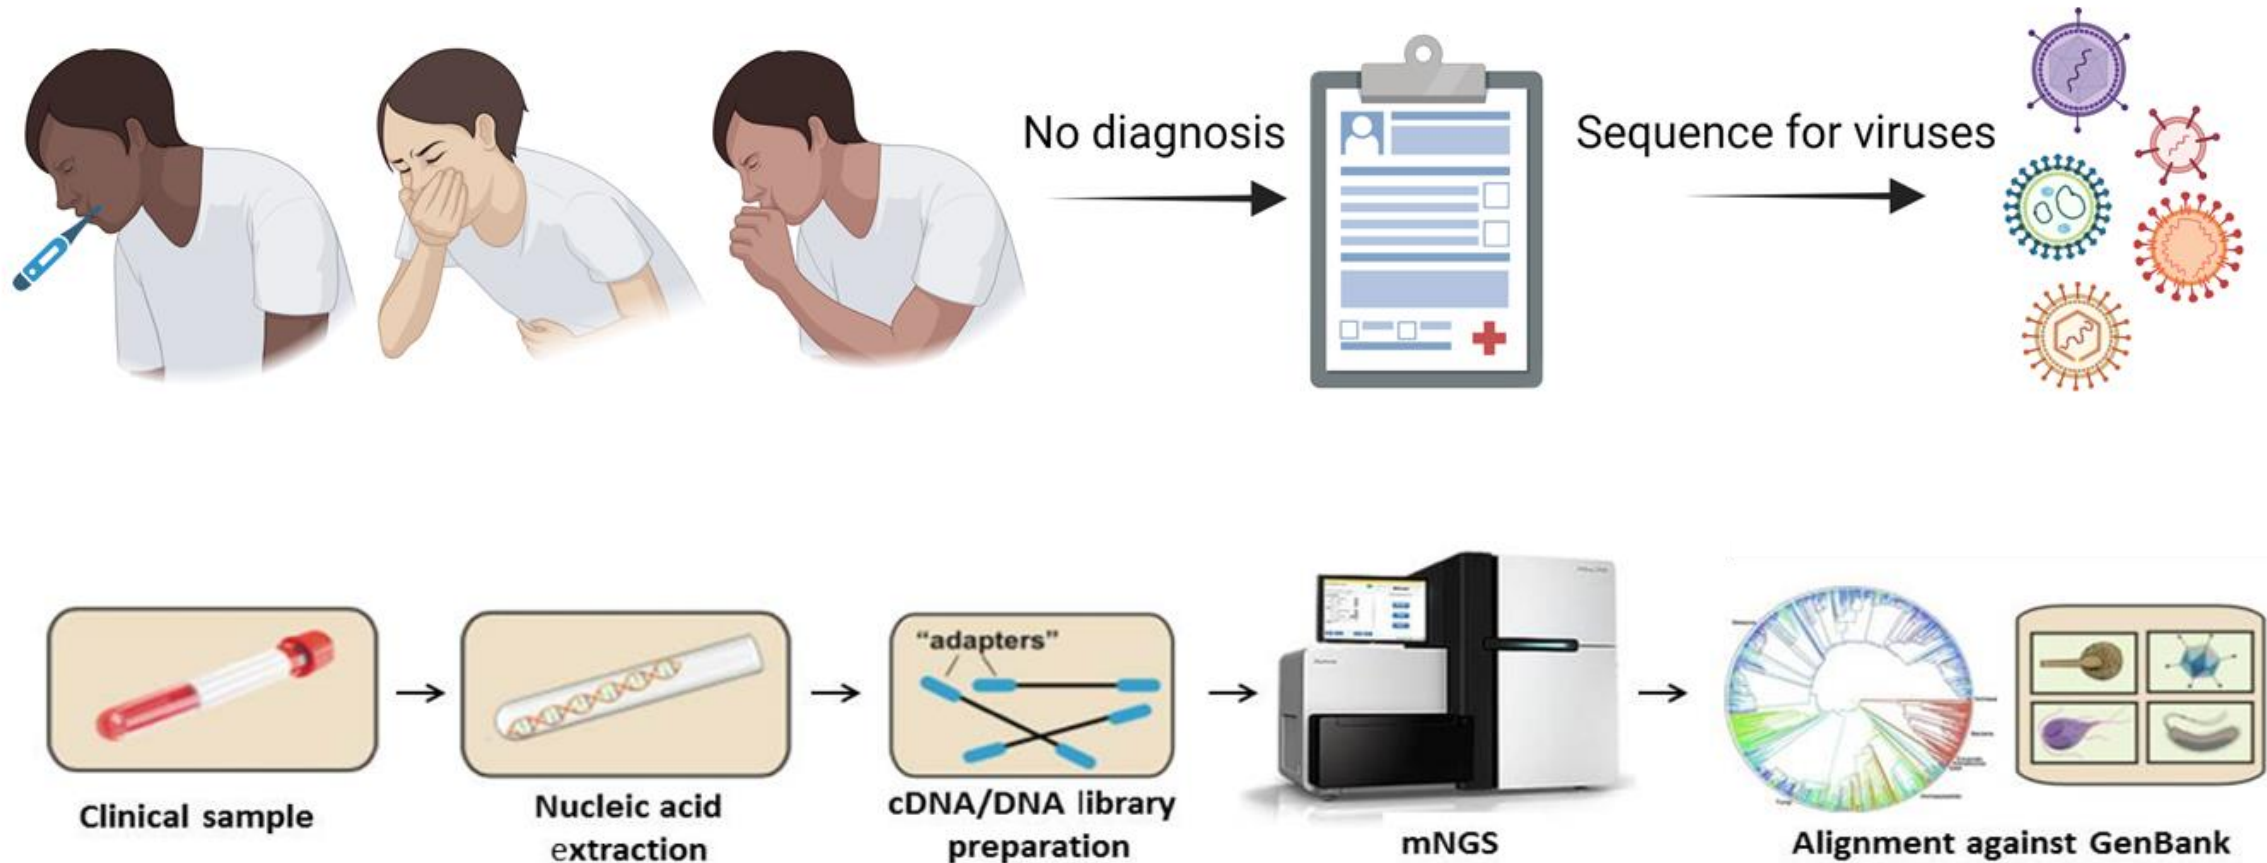 No diagnosis
Sequence for viruses
“adapters”
Clinical sample
Nucleic acid
extraction
cDNA/DNA library
preparation
mNGS
Alignment against GenBank